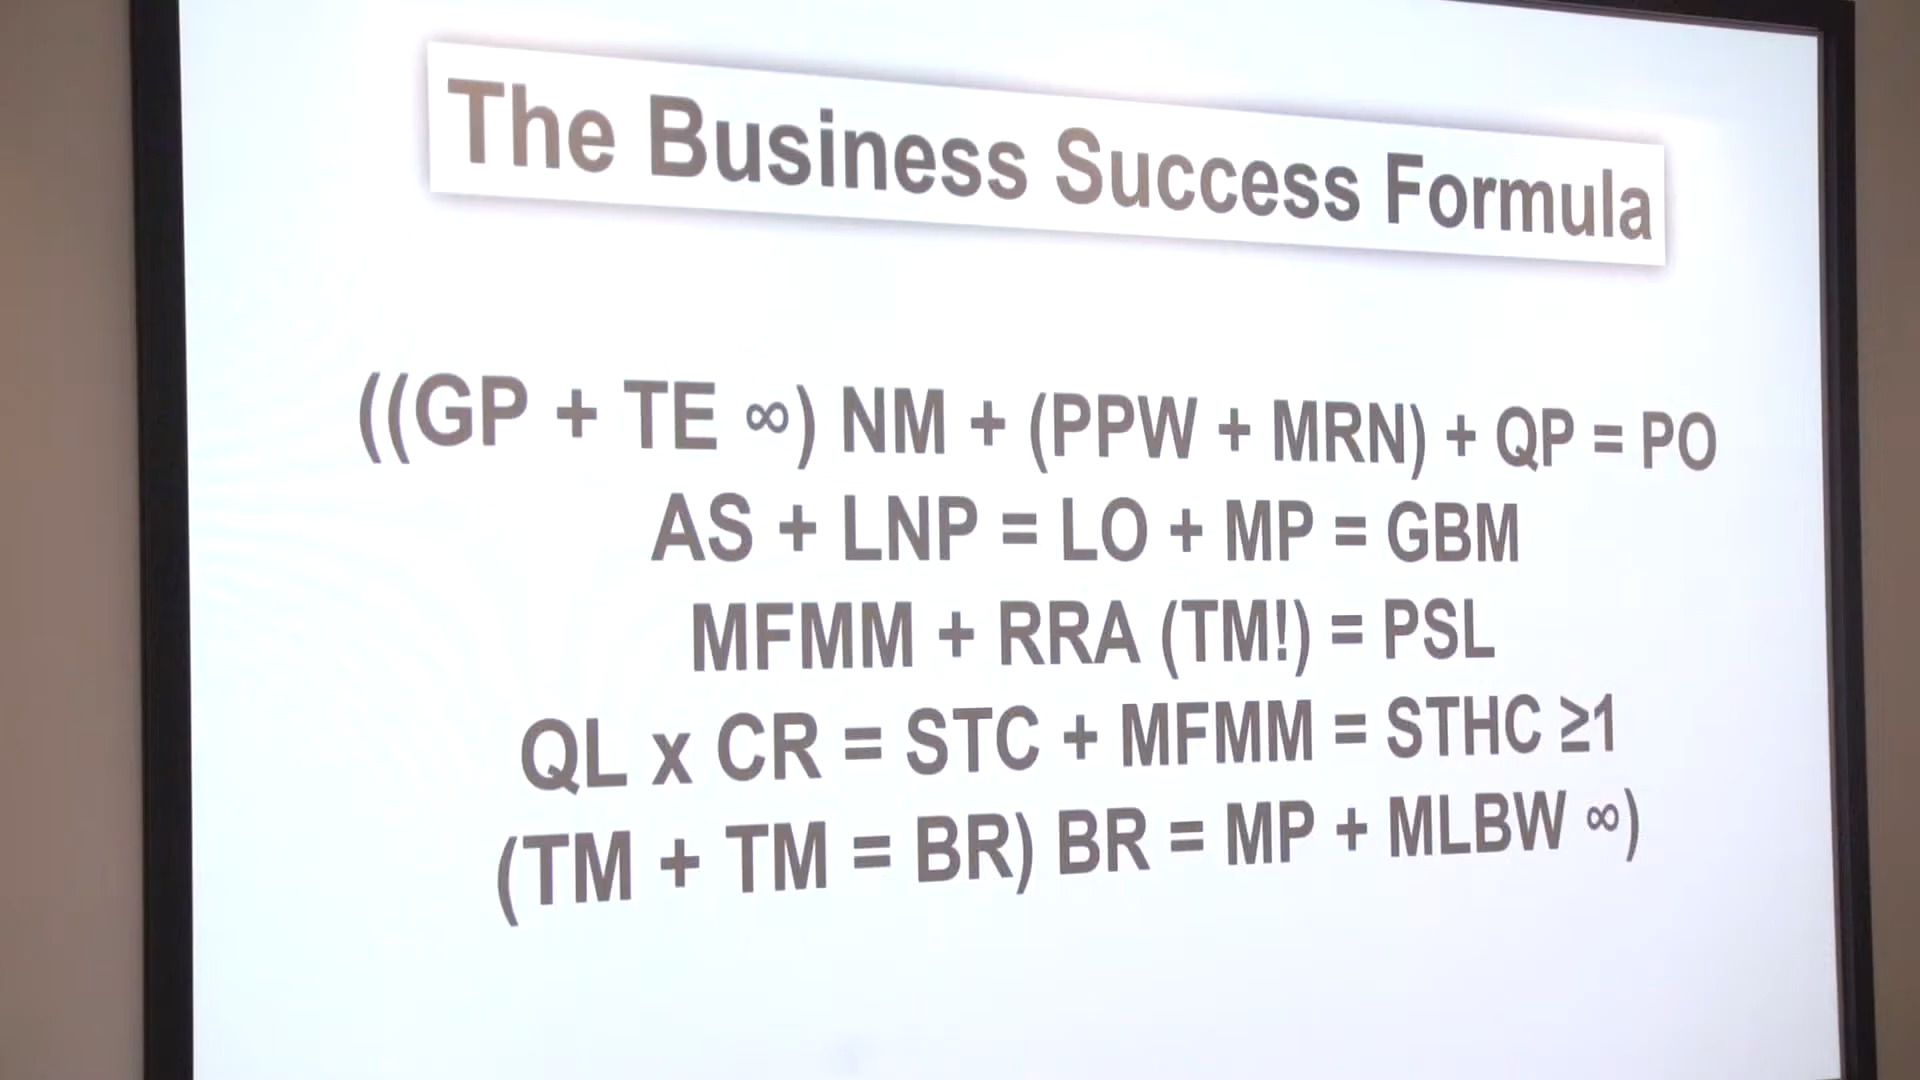 The Business Success Formula
((GP + TE ∞) NM + (PPW + MRN) + QP = PO
AS + LNP = LO + MP = GBM
MFMM + RRA (TM!) = PSL
QL x CR = STC + MFMM = STHC ≥1
(TM + TM = BR) BR = MP + MLBW ∞)